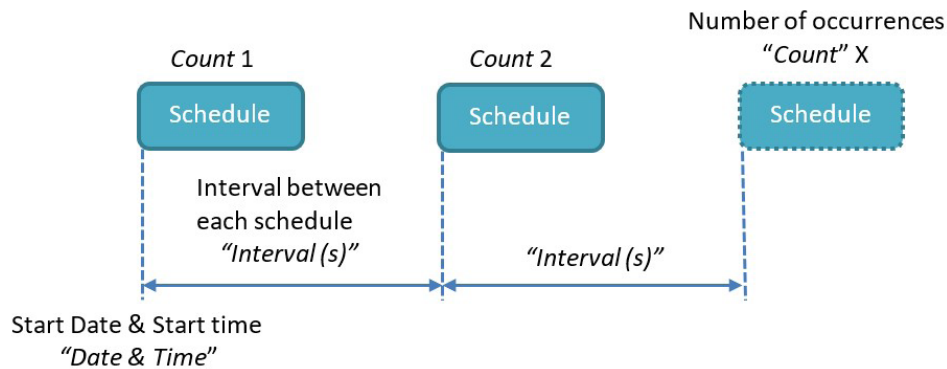 Number of occurrences
“Count” X
Count 1
Count 2
Schedule
Schedule
Schedule
Interval between
each schedule
“Interval (s)”
“Interval (s)”
Start Date & Start time
“Date & Time”